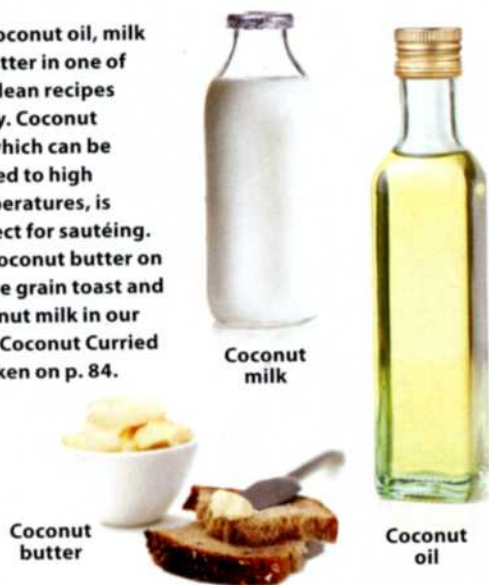 oconut oil, milk
tter in one of
lean recipes
y. Coconut
which can be
ed to high
peratures, is
ect for sautéing.
oconut butter on
e grain toast and
nut milk in our
Coconut Curried
ken on p. 84.
Coconut
milk
Coconut
butter
Coconut
oil